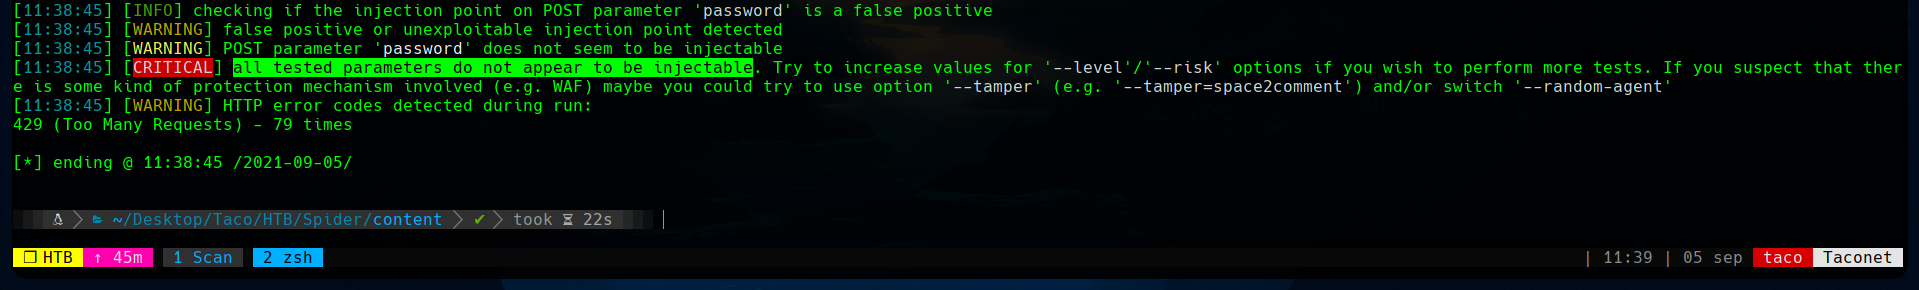 [11:38:45] [INFO] checking if the injection point on POST parameter 'password' is a false positive
[11:38:45] [WARNING] false positive or unexploitable injection point detected
[11:38:45] [WARNING] POST parameter 'password' does not seem to be injectable
[11:38:45] [CRITICAL] all tested parameters do not appear to be injectable. Try to increase values for '--level'/'--risk' options if you wish to perform more tests. If you suspect that ther
e is some kind of protection mechanism involved (e.g. WAF) maybe you could try to use option '--tamper' (e.g. '--tamper=space2comment') and/or switch '--random-agent'
[11:38:45] [WARNING] HTTP error codes detected during run:
429 (Too Many Requests) - 79 times
[*] ending @ 11:38:45 /2021-09-05/
~/Desktop/Taco/HTB/Spider/content ✔ took ⧖ 22s
❐ HTB ↑ 45m 1 Scan 2 zsh | 11:39 | 05 sep taco Taconet